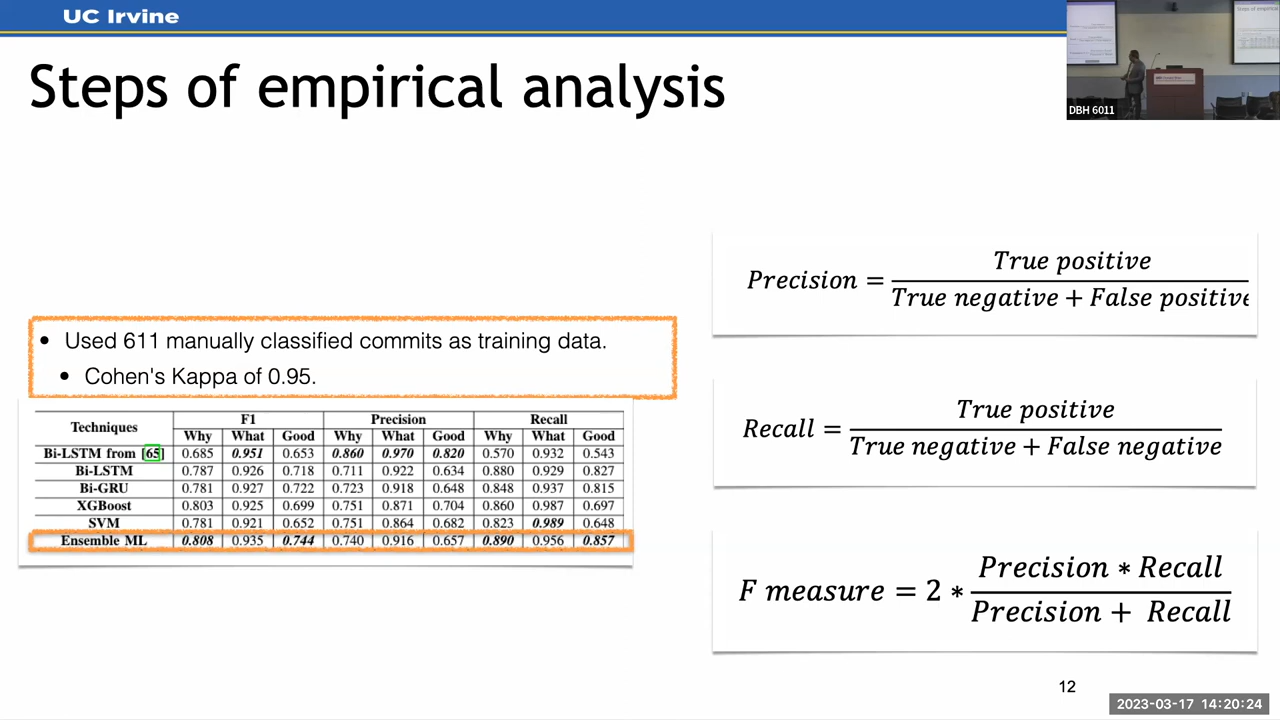 UC Irvine
Steps of empirical analysis
DBH 6011
• Used 611 manually classified commits as training data.
• Cohen's Kappa of 0.95.
Techniques F1 Precision Recall
Why What Good Why What Good Why What Good
Bi-LSTM from [65] 0.685 0.951 0.653 0.860 0.970 0.820 0.570 0.932 0.543
Bi-LSTM 0.787 0.926 0.718 0.711 0.922 0.634 0.880 0.929 0.827
Bi-GRU 0.781 0.927 0.722 0.723 0.918 0.648 0.848 0.937 0.815
XGBoost 0.803 0.925 0.699 0.751 0.871 0.704 0.860 0.987 0.697
SVM 0.781 0.921 0.652 0.751 0.864 0.682 0.823 0.989 0.648
Ensemble ML 0.808 0.935 0.744 0.740 0.916 0.657 0.890 0.956 0.857
True positive
Precision =
True negative + False positive
True positive
Recall =
True negative + False negative
Precision * Recall
F measure = 2 *
Precision + Recall
12
2023-03-17 14:20:24